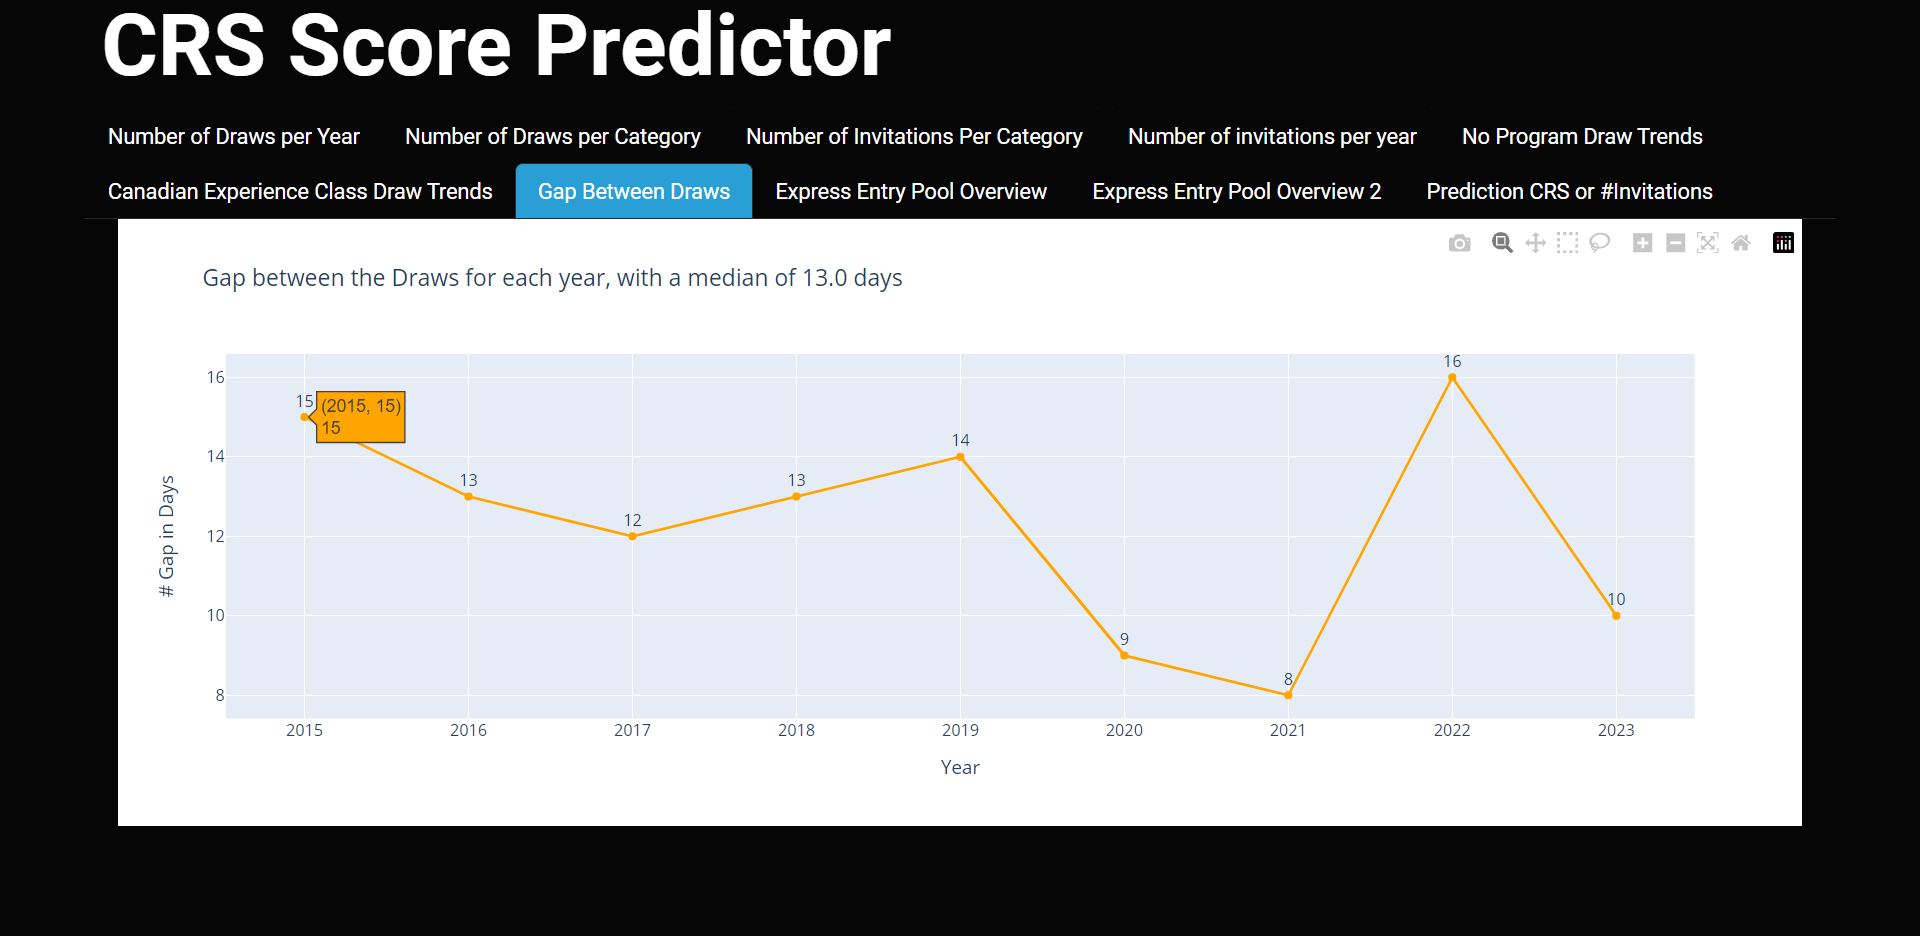 CRS Score Predictor
Number of Draws per Year
Number of Draws per Category
Number of Invitations Per Category
Number of invitations per year
No Program Draw Trends
Canadian Experience Class Draw Trends
Gap Between Draws
Express Entry Pool Overview
Express Entry Pool Overview 2
Prediction CRS or #Invitations
Gap between the Draws for each year, with a median of 13.0 days
# Gap in Days
16
14
12
10
8
15
(2015, 15)
15
13
12
13
14
9
8
16
10
2015
2016
2017
2018
2019
2020
2021
2022
2023
Year